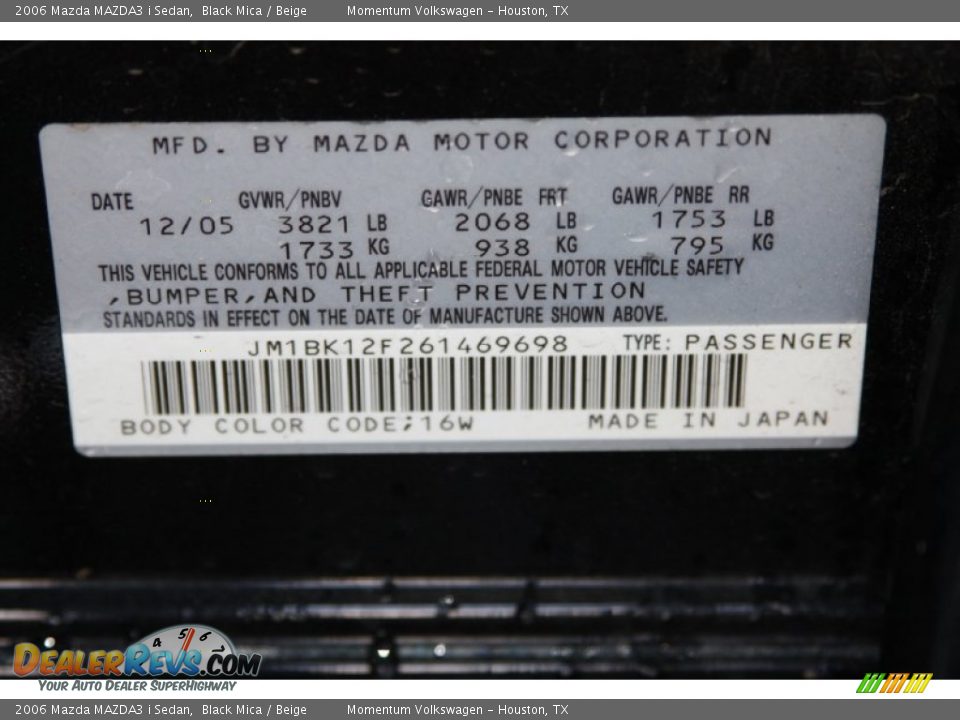 2006 Mazda MAZDA3 i Sedan, Black Mica / Beige Momentum Volkswagen - Houston, TX
MFD. BY MAZDA MOTOR CORPORATION
DATE GVWR/PNBV GAWR/PNBE FRT GAWR/PNBE RR
12/05 3821 LB 2068 LB 1753 LB
1733 KG 938 KG 795 KG
THIS VEHICLE CONFORMS TO ALL APPLICABLE FEDERAL MOTOR VEHICLE SAFETY
,BUMPER,AND THEFT PREVENTION
STANDARDS IN EFFECT ON THE DATE OF MANUFACTURE SHOWN ABOVE.
JM1BK12F261469698 TYPE: PASSENGER
BODY COLOR CODE;16W MADE IN JAPAN
4 5 6
DEALERREVS.COM
YOUR AUTO DEALER SUPERHIGHWAY
2006 Mazda MAZDA3 i Sedan, Black Mica / Beige Momentum Volkswagen - Houston, TX